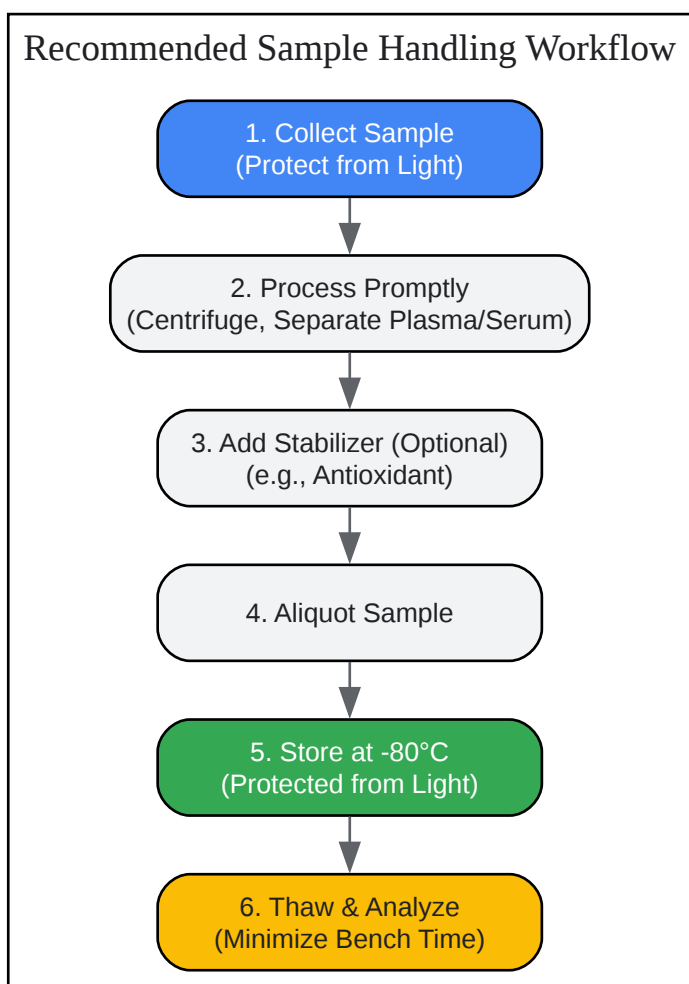 Recommended Sample Handling Workflow
1. Collect Sample
(Protect from Light)
2. Process Promptly
(Centrifuge, Separate Plasma/Serum)
3. Add Stabilizer (Optional)
(e.g., Antioxidant)
4. Aliquot Sample
5. Store at -80°C
(Protected from Light)
6. Thaw & Analyze
(Minimize Bench Time)